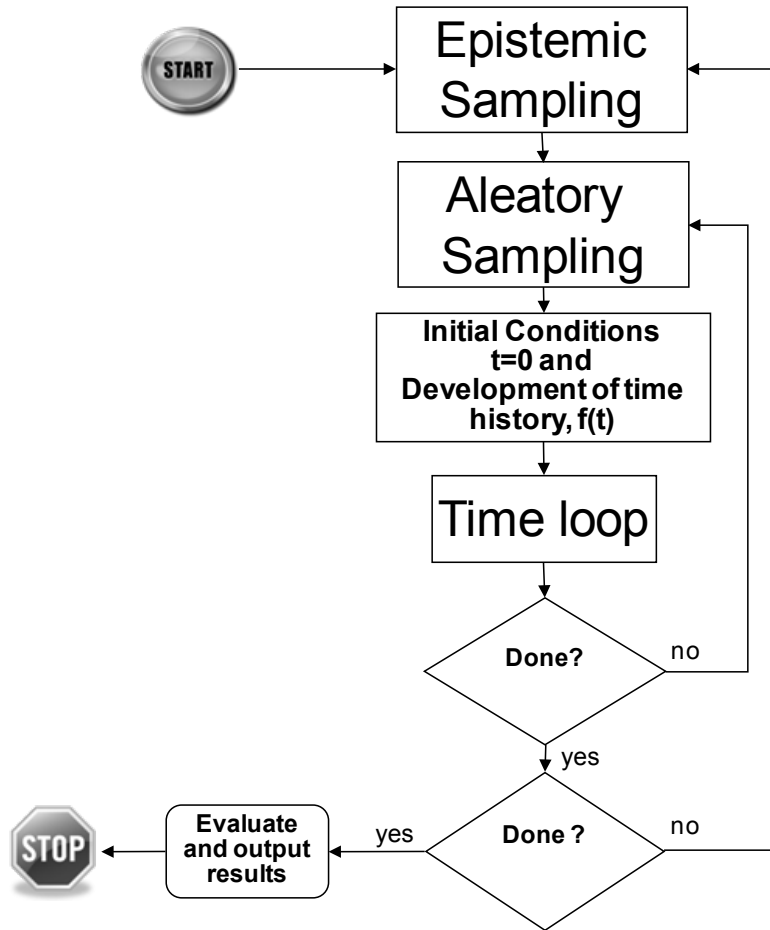 START
Epistemic
Sampling
Aleatory
Sampling
Initial Conditions
t=0 and
Development of time
history, f(t)
Time loop
Done?
no
yes
Done ?
no
yes
Evaluate
and output
results
STOP